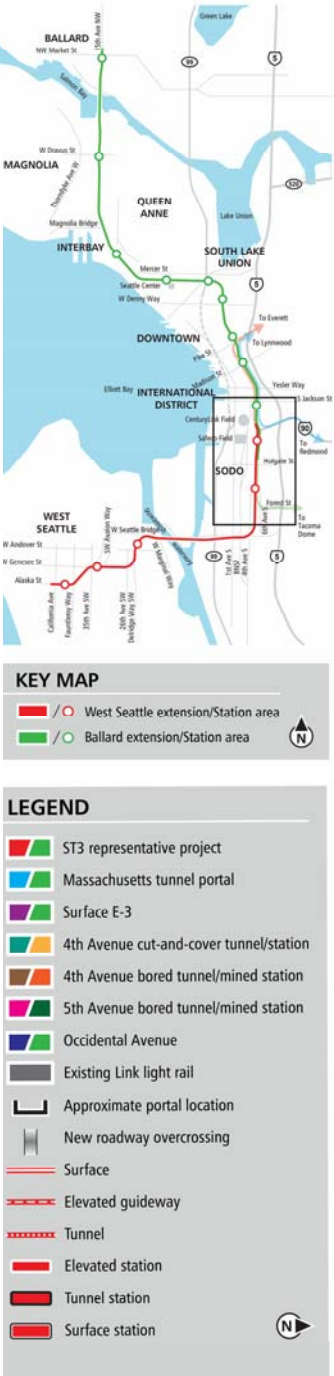 BALLARD
15th Ave NW
Green Lake
NW Market St
Salmon Bay
99
5
W Dravus St
MAGNOLIA
Thorndyke Ave W
520
QUEEN
ANNE
Magnolia Bridge
Lake Union
INTERBAY
SOUTH LAKE
UNION
Mercer St
Seattle Center
W Denny Way
5
To Everett
DOWNTOWN
To Lynnwood
Pike St
Madison St
Yesler Way
Elliott Bay
INTERNATIONAL
DISTRICT
S Jackson St
CenturyLink Field
90
Safeco Field
To
Redmond
Holgate St
SODO
WEST
SEATTLE
Forest St
SW Avalon Way
W Seattle Bridge
Duwamish
Waterway
6th Ave S
To
Tacoma
Dome
W Andover St
W Marginal Way
99
5
W Genesee St
1st Ave S
BNSF
4th Ave S
Alaska St
California Ave
Fauntleroy Way
35th Ave SW
26th Ave SW
Delridge Way SW
KEY MAP
/ West Seattle extension/Station area
/ Ballard extension/Station area
N
LEGEND
ST3 representative project
Massachusetts tunnel portal
Surface E-3
4th Avenue cut-and-cover tunnel/station
4th Avenue bored tunnel/mined station
5th Avenue bored tunnel/mined station
Occidental Avenue
Existing Link light rail
Approximate portal location
New roadway overcrossing
Surface
Elevated guideway
Tunnel
Elevated station
Tunnel station
Surface station
N